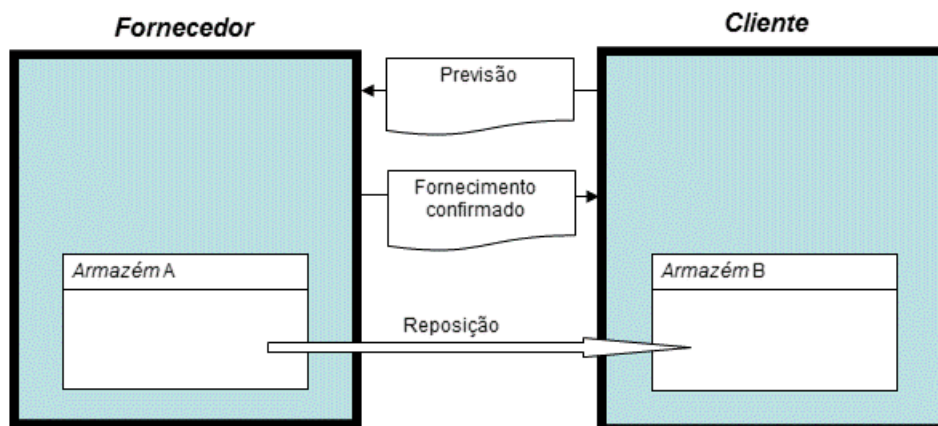 Fornecedor
Cliente
Previsão
Fornecimento
confirmado
Armazém A
Armazém B
Reposição